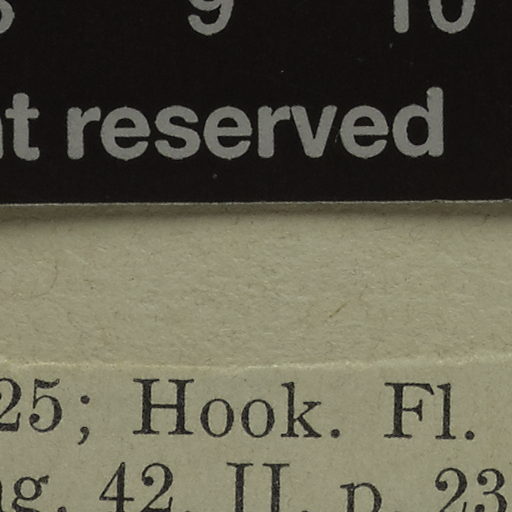 9 10
reserved
25; Hook. Fl.
42. II. p. 23